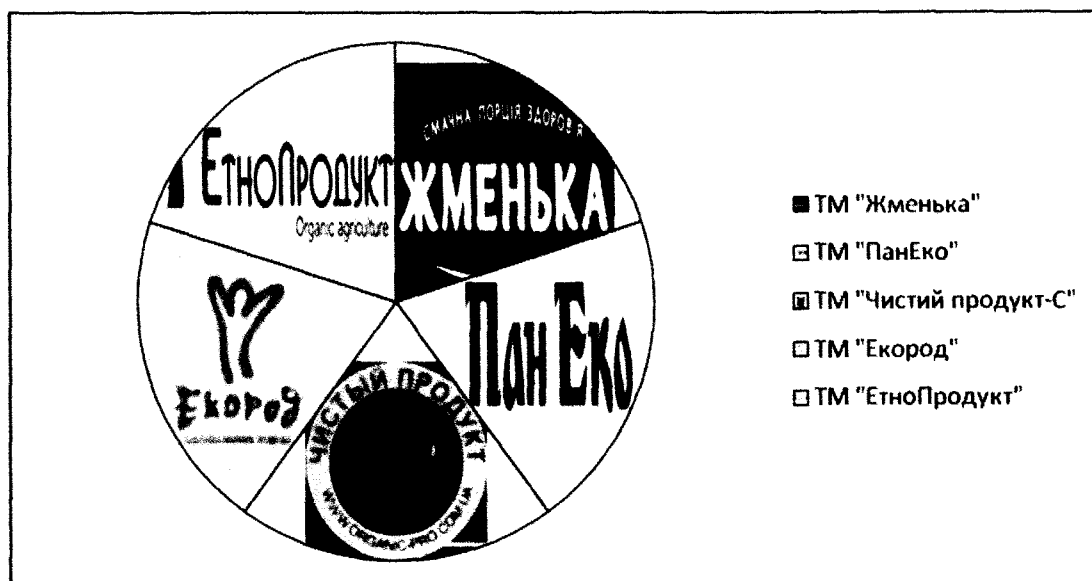 ЕтноПродукт
Organic agriculture
СМАЧНА ПОРЦІЯ ЗДОРОВ'Я
ЖМЕНЬКА
Пан Еко
Екород
ЧИСТЫЙ ПРОДУКТ
WWW.ORGANIC-PRO.COM.UA
ТМ "Жменька"
ТМ "ПанЕко"
ТМ "Чистий продукт-С"
ТМ "Екород"
ТМ "ЕтноПродукт"